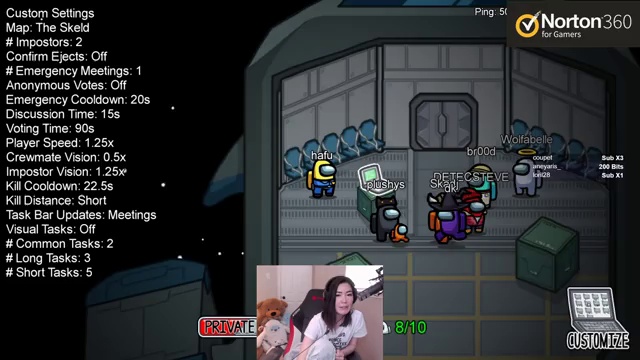 Custom Settings
Map: The Skeld
# Impostors: 2
Confirm Ejects: Off
# Emergency Meetings: 1
Anonymous Votes: Off
Emergency Cooldown: 20s
Discussion Time: 15s
Voting Time: 90s
Player Speed: 1.25x
Crewmate Vision: 0.5x
Impostor Vision: 1.25x
Kill Cooldown: 22.5s
Kill Distance: Short
Task Bar Updates: Meetings
Visual Tasks: Off
# Common Tasks: 2
# Long Tasks: 3
# Short Tasks: 5
Ping: 50
Norton360
for Gamers
Wolfabelle
br00d
hafu
coupet Sub X3
200 Bits
Sub X1
DETECSTEVE
plushys
PRIVATE
8/10
CUSTOMIZE